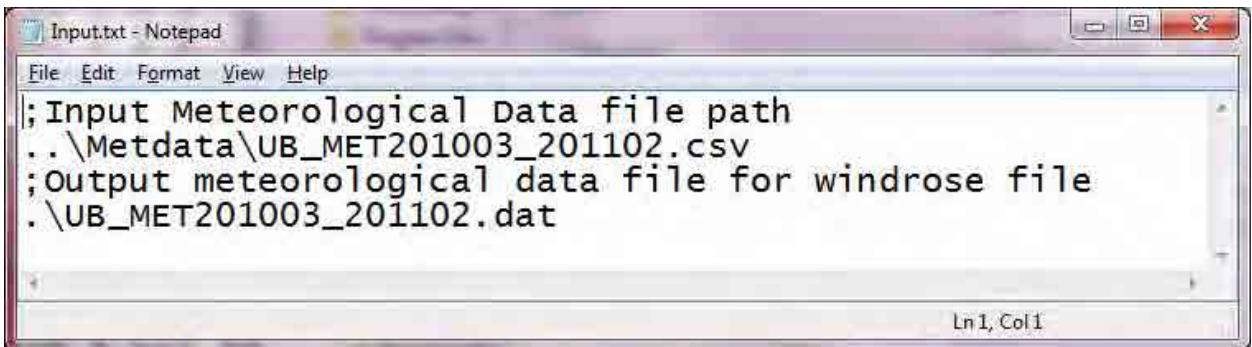 Input.txt - Notepad
File Edit Format View Help
;Input Meteorological Data file path
..\Metdata\UB_MET201003_201102.csv
;Output meteorological data file for windrose file
.\UB_MET201003_201102.dat
Ln 1, Col 1